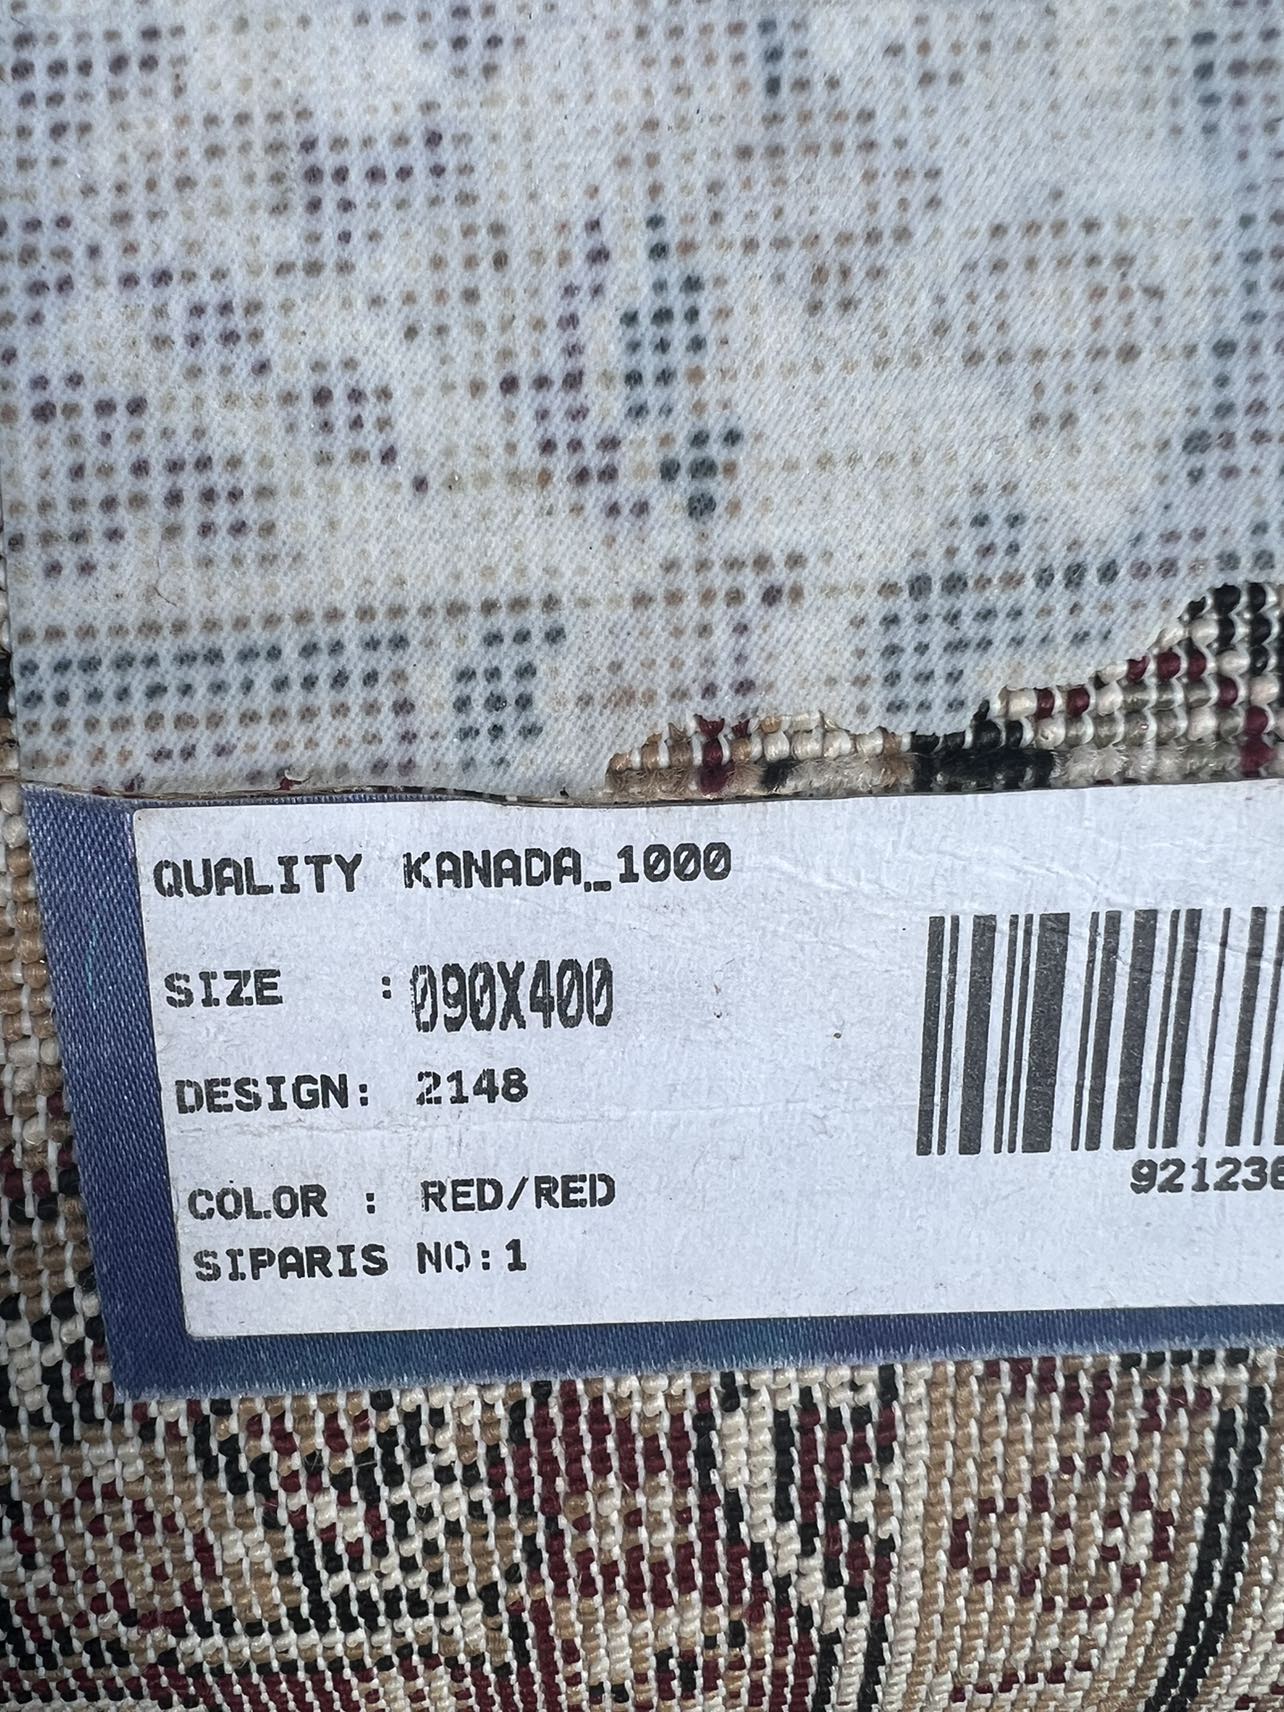 QUALITY KANADA_1000
SIZE :090X400
DESIGN: 2148
COLOR : RED/RED
SIPARIS NO:1
921236